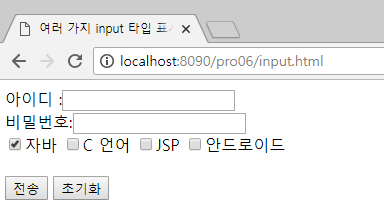 여러 가지 input 타입 표
localhost:8090/pro06/input.html
아이디 :
비밀번호:
자바 C 언어 JSP 안드로이드
전송 초기화